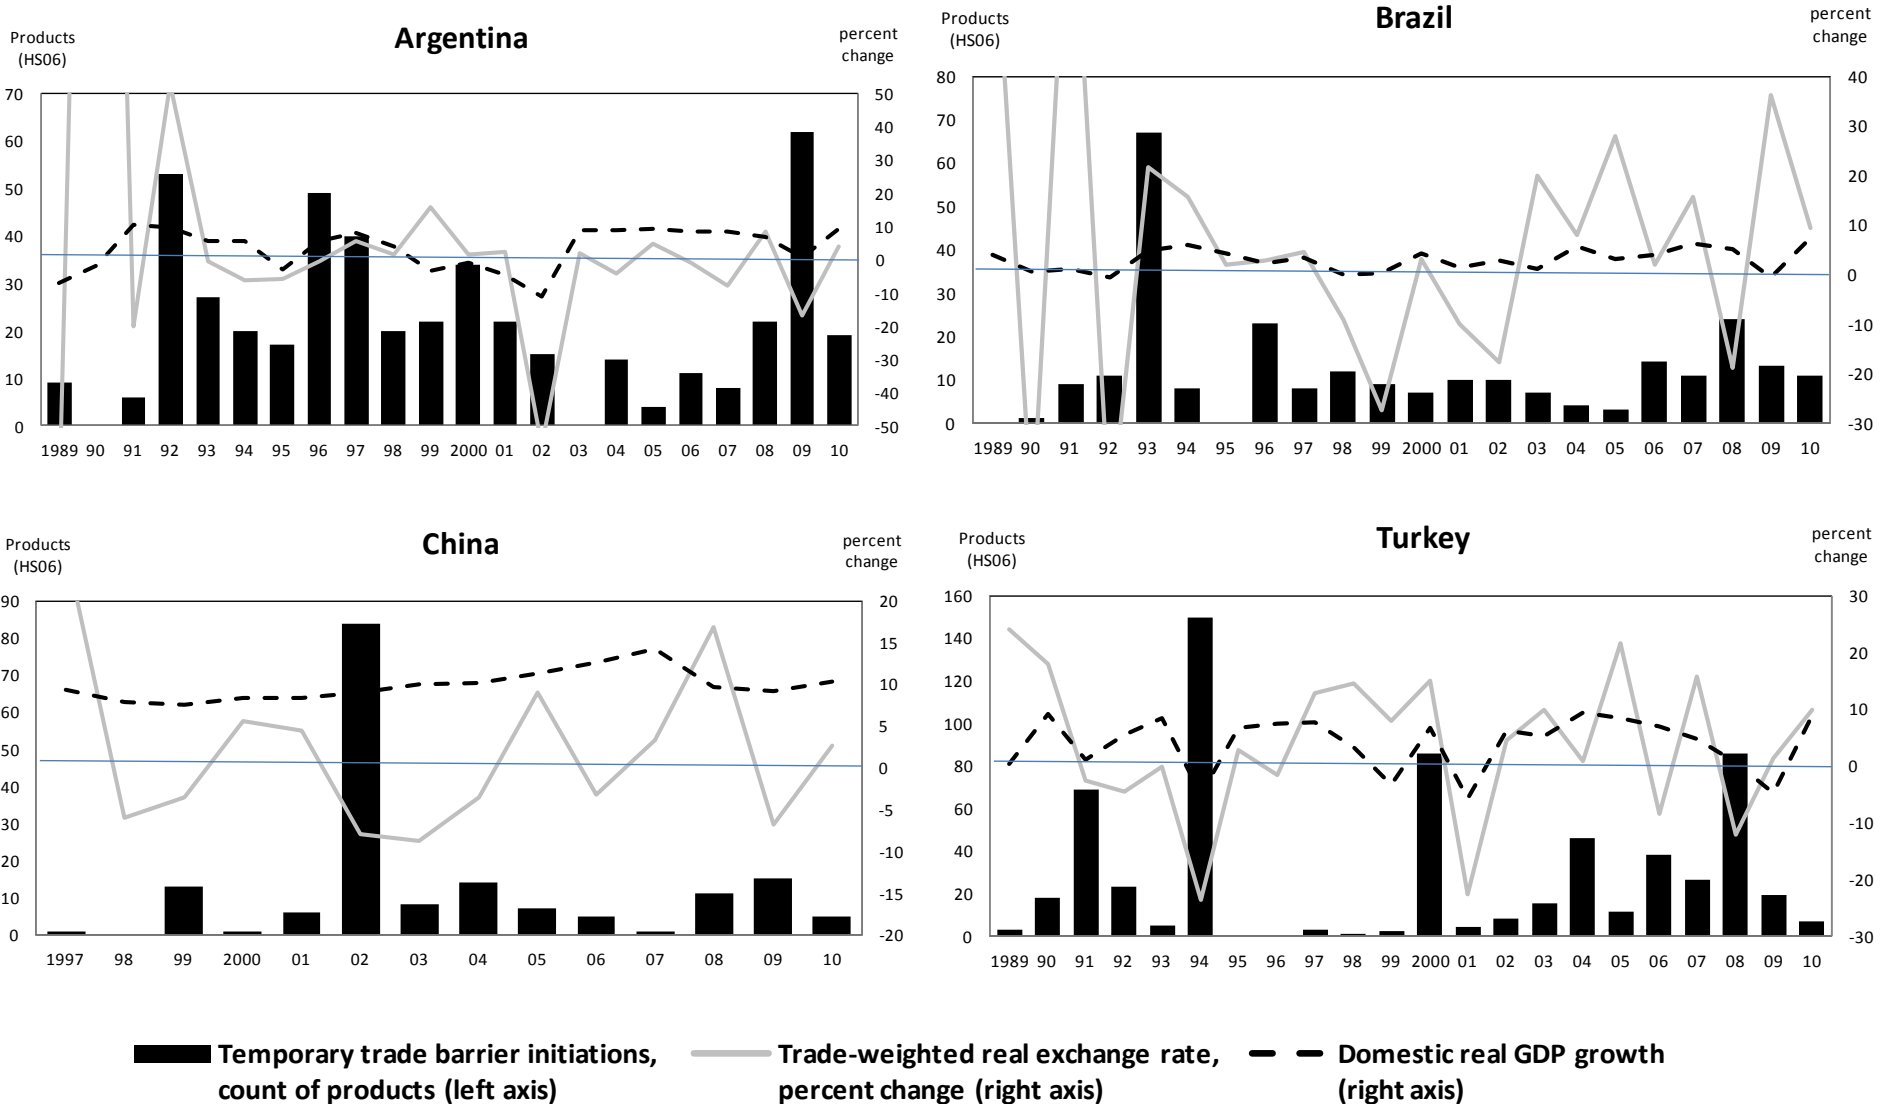 Products
(HS06)
Argentina
percent
change
70
60
50
40
30
20
10
0
50
40
30
20
10
0
-10
-20
-30
-40
-50
1989 90 91 92 93 94 95 96 97 98 99 2000 01 02 03 04 05 06 07 08 09 10
Products
(HS06)
Brazil
percent
change
80
70
60
50
40
30
20
10
0
40
30
20
10
0
-10
-20
-30
1989 90 91 92 93 94 95 96 97 98 99 2000 01 02 03 04 05 06 07 08 09 10
Products
(HS06)
China
percent
change
90
80
70
60
50
40
30
20
10
0
20
15
10
5
0
-5
-10
-15
-20
1997 98 99 2000 01 02 03 04 05 06 07 08 09 10
Products
(HS06)
Turkey
percent
change
160
140
120
100
80
60
40
20
0
30
20
10
0
-10
-20
-30
1989 90 91 92 93 94 95 96 97 98 99 2000 01 02 03 04 05 06 07 08 09 10
Temporary trade barrier initiations,
count of products (left axis)
Trade-weighted real exchange rate,
percent change (right axis)
Domestic real GDP growth
(right axis)